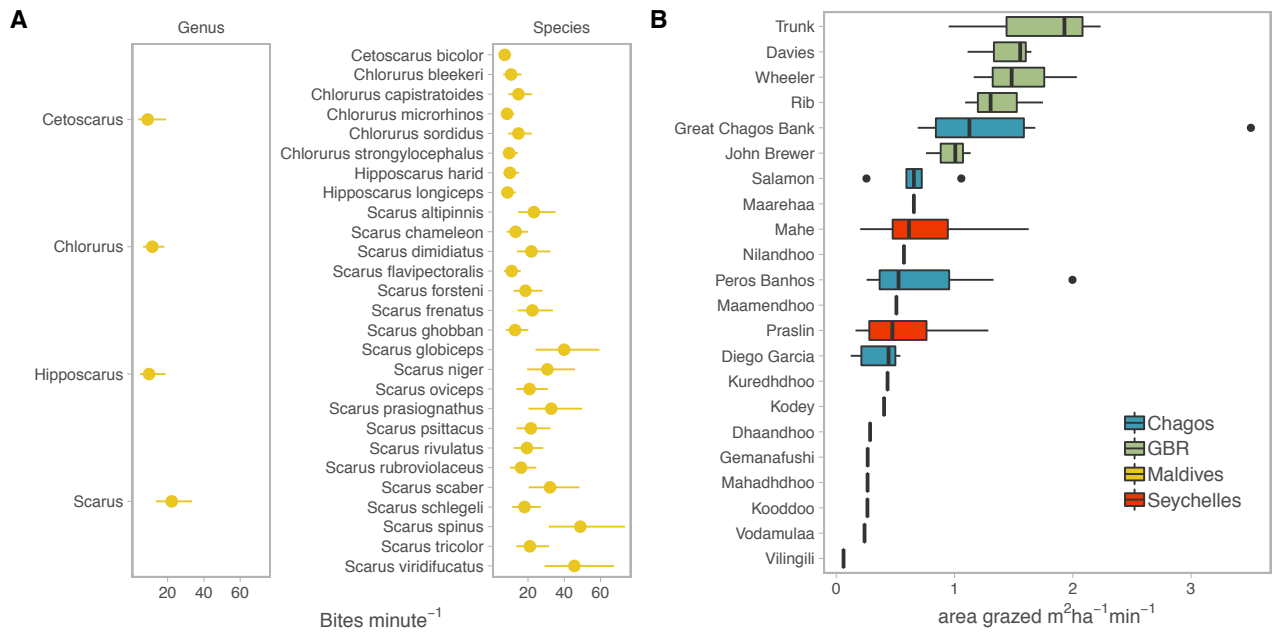 A
Genus
Cetoscarus
Chlorurus
Hipposcarus
Scarus
20 40 60
Species
Cetoscarus bicolor
Chlorurus bleekeri
Chlorurus capistratoides
Chlorurus microrhinos
Chlorurus sordidus
Chlorurus strongylocephalus
Hipposcarus harid
Hipposcarus longiceps
Scarus altipinnis
Scarus chameleon
Scarus dimidiatus
Scarus flavipectoralis
Scarus forsteni
Scarus frenatus
Scarus ghobban
Scarus globiceps
Scarus niger
Scarus oviceps
Scarus prasiognathus
Scarus psittacus
Scarus rivulatus
Scarus rubroviolaceus
Scarus scaber
Scarus schlegeli
Scarus spinus
Scarus tricolor
Scarus viridifucatus
20 40 60
Bites minute⁻¹
B
Trunk
Davies
Wheeler
Rib
Great Chagos Bank
John Brewer
Salamon
Maarehaa
Mahe
Nilandhoo
Peros Banhos
Maamendhoo
Praslin
Diego Garcia
Kuredhdhoo
Kodey
Dhaandhoo
Gemanafushi
Mahadhdhoo
Kooddoo
Vodamulaa
Vilingili
Chagos
GBR
Maldives
Seychelles
0 1 2 3
area grazed m²ha⁻¹min⁻¹